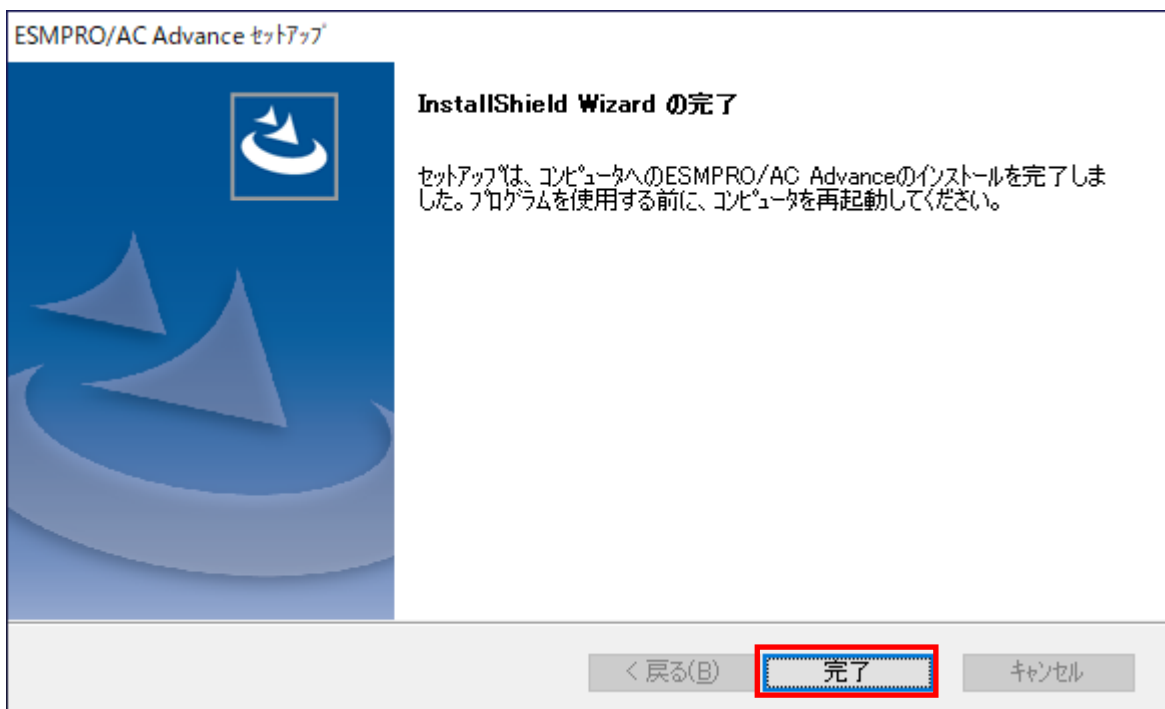 ESMPRO/AC Advance ｾｯﾄｱｯﾌﾟ
InstallShield Wizard の完了
ｾｯﾄｱｯﾌﾟは、ｺﾝﾋﾟｭｰﾀへのESMPRO/AC Advanceのｲﾝｽﾄｰﾙを完了しま
した。ﾌﾟﾛｸﾞﾗﾑを使用する前に、ｺﾝﾋﾟｭｰﾀを再起動してください。
< 戻る(B) 完了 ｷｬﾝｾﾙ